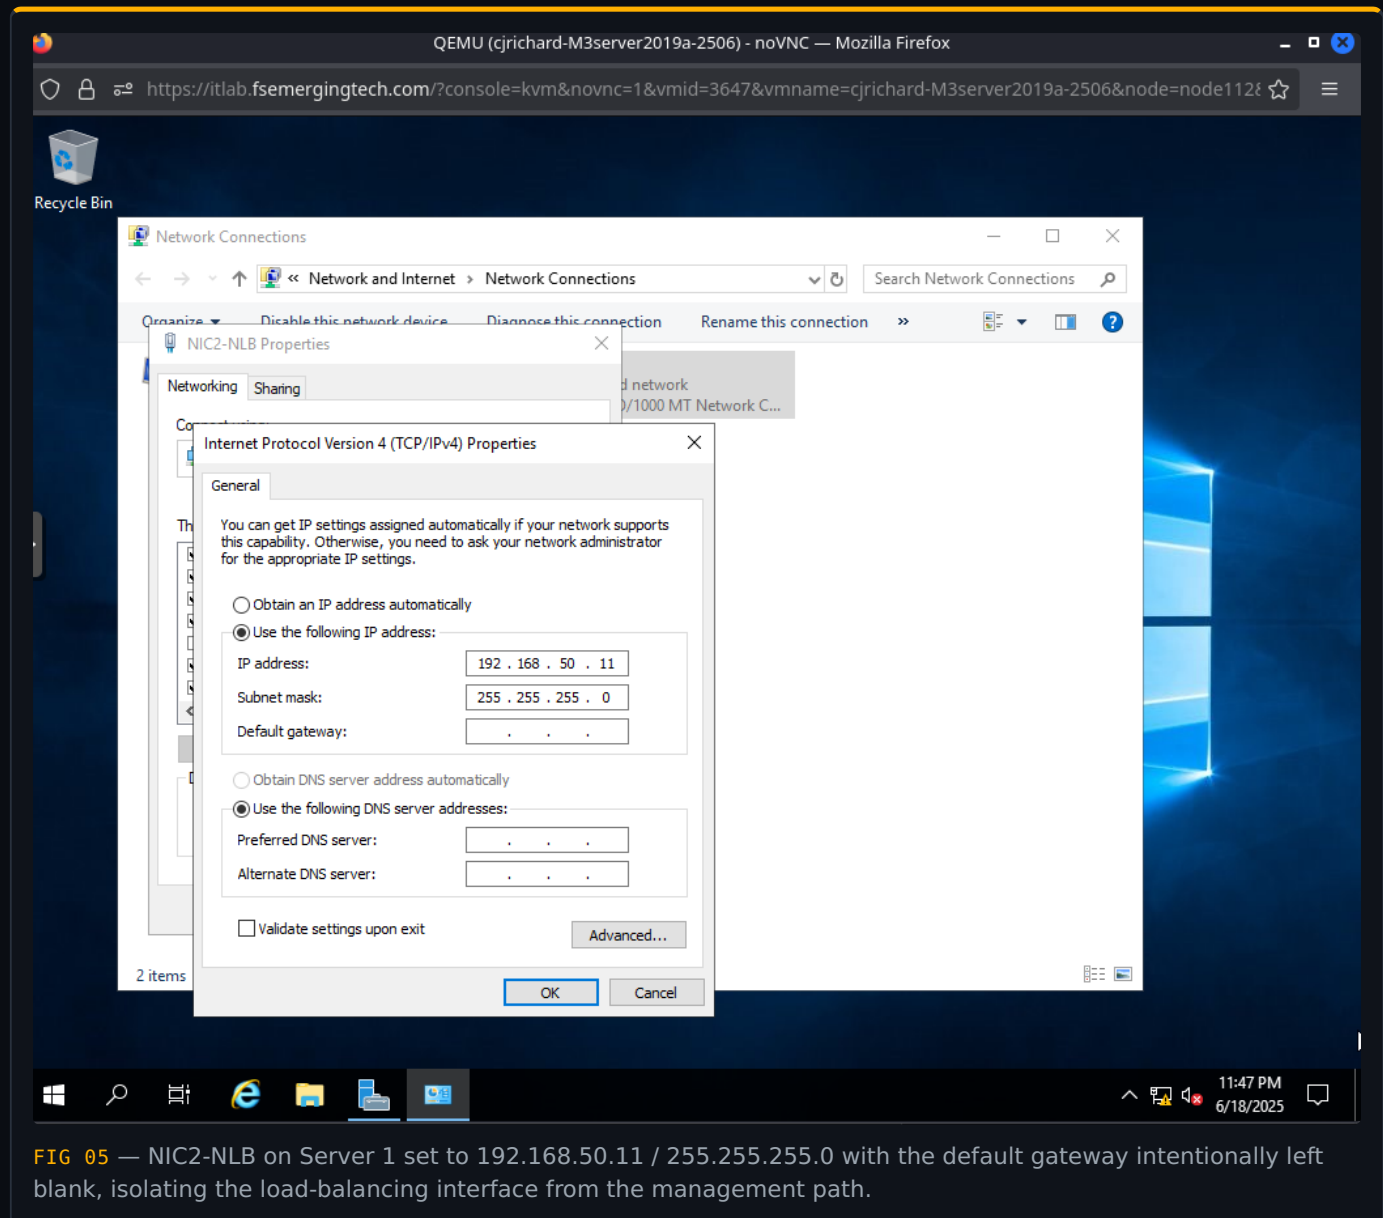 QEMU (cjrichard-M3server2019a-2506) - noVNC — Mozilla Firefox
https://itlab.fsemergingtech.com/?console=kvm&novnc=1&vmid=3647&vmname=cjrichard-M3server2019a-2506&node=node1128
Recycle Bin
Network Connections
« Network and Internet › Network Connections
Search Network Connections
Organize Disable this network device Diagnose this connection Rename this connection »
NIC2-NLB Properties
d network
0/1000 MT Network C...
Networking Sharing
Internet Protocol Version 4 (TCP/IPv4) Properties
General
You can get IP settings assigned automatically if your network supports
this capability. Otherwise, you need to ask your network administrator
for the appropriate IP settings.
Obtain an IP address automatically
Use the following IP address:
IP address: 192 . 168 . 50 . 11
Subnet mask: 255 . 255 . 255 . 0
Default gateway: . . .
Obtain DNS server address automatically
Use the following DNS server addresses:
Preferred DNS server: . . .
Alternate DNS server: . . .
Validate settings upon exit
Advanced...
OK Cancel
2 items
11:47 PM
6/18/2025
FIG 05 — NIC2-NLB on Server 1 set to 192.168.50.11 / 255.255.255.0 with the default gateway intentionally left
blank, isolating the load-balancing interface from the management path.